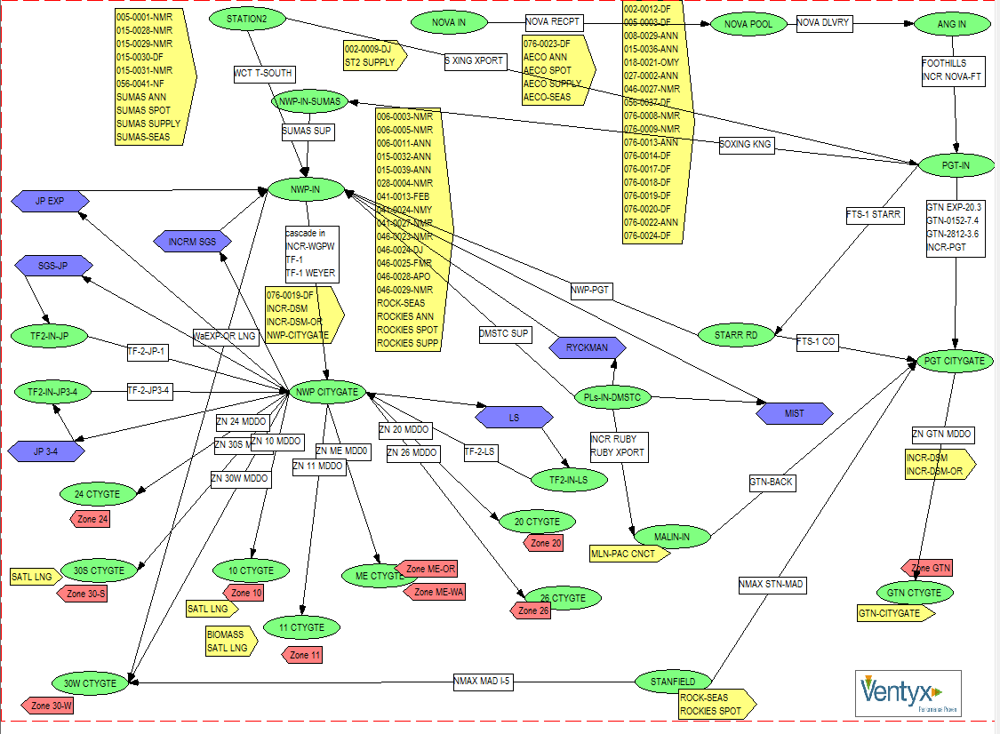 005-0001-NMR
015-0028-NMR
015-0029-NMR
015-0030-DF
015-0031-NMR
056-0041-NF
SUMAS ANN
SUMAS SPOT
SUMAS SUPPLY
SUMAS-SEAS
STATION2
WCT T-SOUTH
002-0009-DJ
ST2 SUPPLY
NOVA IN
NOVA RECPT
S XING XPORT
076-0023-DF
AECO ANN
AECO SPOT
AECO SUPPLY
AECO-SEAS
002-0012-DF
005-0003-DF
008-0029-ANN
015-0036-ANN
018-0021-OMY
027-0002-ANN
046-0027-NMR
056-0037-DF
076-0008-NMR
076-0009-NMR
076-0013-ANN
076-0014-DF
076-0017-DF
076-0018-DF
076-0019-DF
076-0020-DF
076-0022-ANN
076-0024-DF
NOVA POOL
NOVA DLVRY
ANG IN
FOOTHILLS
INCR NOVA-FT
NWP-IN-SUMAS
SUMAS SUP
SOXING KNG
PGT-IN
006-0003-NMR
006-0005-NMR
006-0011-ANN
015-0032-ANN
015-0039-ANN
028-0004-NMR
041-0013-FEB
041-0024-NMY
041-0027-NMR
046-0023-NMR
046-0024-DJ
046-0025-FMR
046-0028-APO
046-0029-NMR
ROCK-SEAS
ROCKIES ANN
ROCKIES SPOT
ROCKIES SUPP
NWP-IN
JP EXP
INCRM SGS
SGS-JP
cascade in
INCR-WGPW
TF-1
TF-1 WEYER
FTS-1 STARR
GTN EXP-20.3
GTN-0152-7.4
GTN-2812-3.6
INCR-PGT
076-0019-DF
INCR-DSM
INCR-DSM-OR
NWP-CITYGATE
NWP-PGT
TF2-IN-JP
TF-2-JP-1
WaEXP-OR LNG
DMSTC SUP
RYCKMAN
STARR RD
FTS-1 CO
PGT CITYGATE
TF2-IN-JP3-4
TF-2-JP3-4
NWP CITYGATE
PLs-IN-DMSTC
LS
MIST
JP 3-4
ZN 24 MDDO
ZN 30S M
ZN 10 MDDO
ZN ME MDD0
ZN 11 MDDO
ZN 30W MDDO
ZN 20 MDDO
ZN 26 MDDO
TF-2-LS
INCR RUBY
RUBY XPORT
ZN GTN MDDO
INCR-DSM
INCR-DSM-OR
TF2-IN-LS
GTN-BACK
24 CTYGTE
Zone 24
20 CTYGTE
Zone 20
MALIN-IN
MLN-PAC CNCT
SATL LNG
30S CTYGTE
Zone 30-S
10 CTYGTE
Zone 10
SATL LNG
ME CTYGTE
Zone ME-OR
Zone ME-WA
26 CTYGTE
Zone 26
NMAX STN-MAD
Zone GTN
GTN CTYGTE
GTN-CITYGATE
BIOMASS
SATL LNG
11 CTYGTE
Zone 11
30W CTYGTE
Zone 30-W
NMAX MAD I-5
STANFIELD
ROCK-SEAS
ROCKIES SPOT
Ventyx